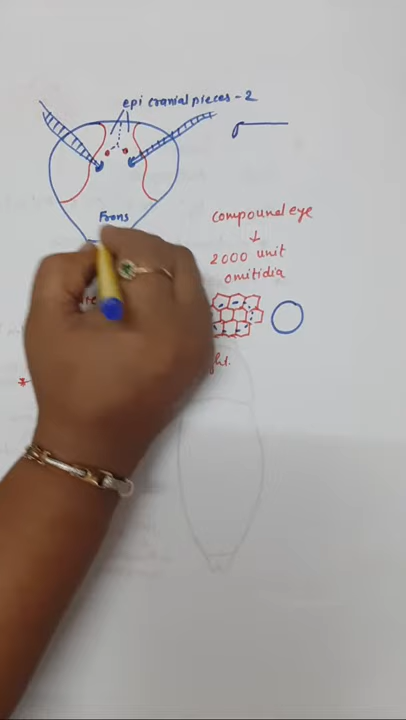 epi cranial pieces - 2
Frons
compound eye
↓
2000 unit
omitidia